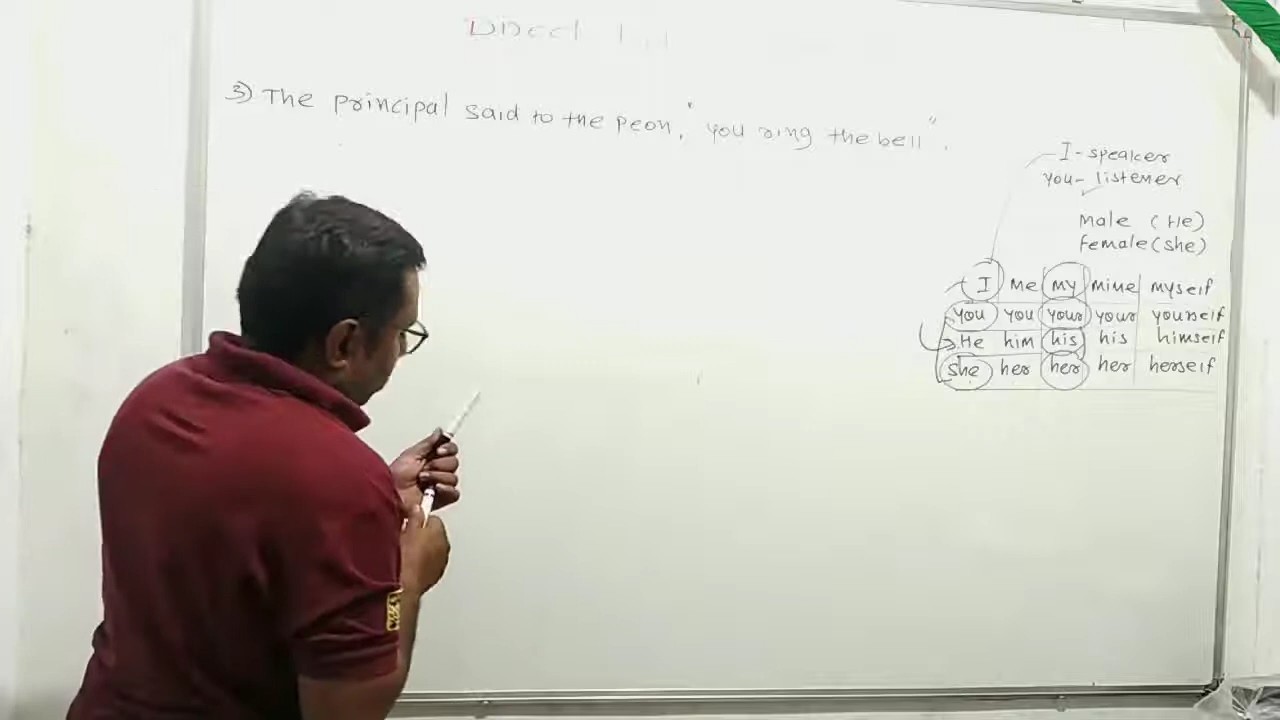 Direct
3) The principal said to the peon, "you ring the bell".
I - speaker
you - listener
Male (He)
Female (she)
I me my mine myself
you you your your yourself
He him his his himself
she her her her herself